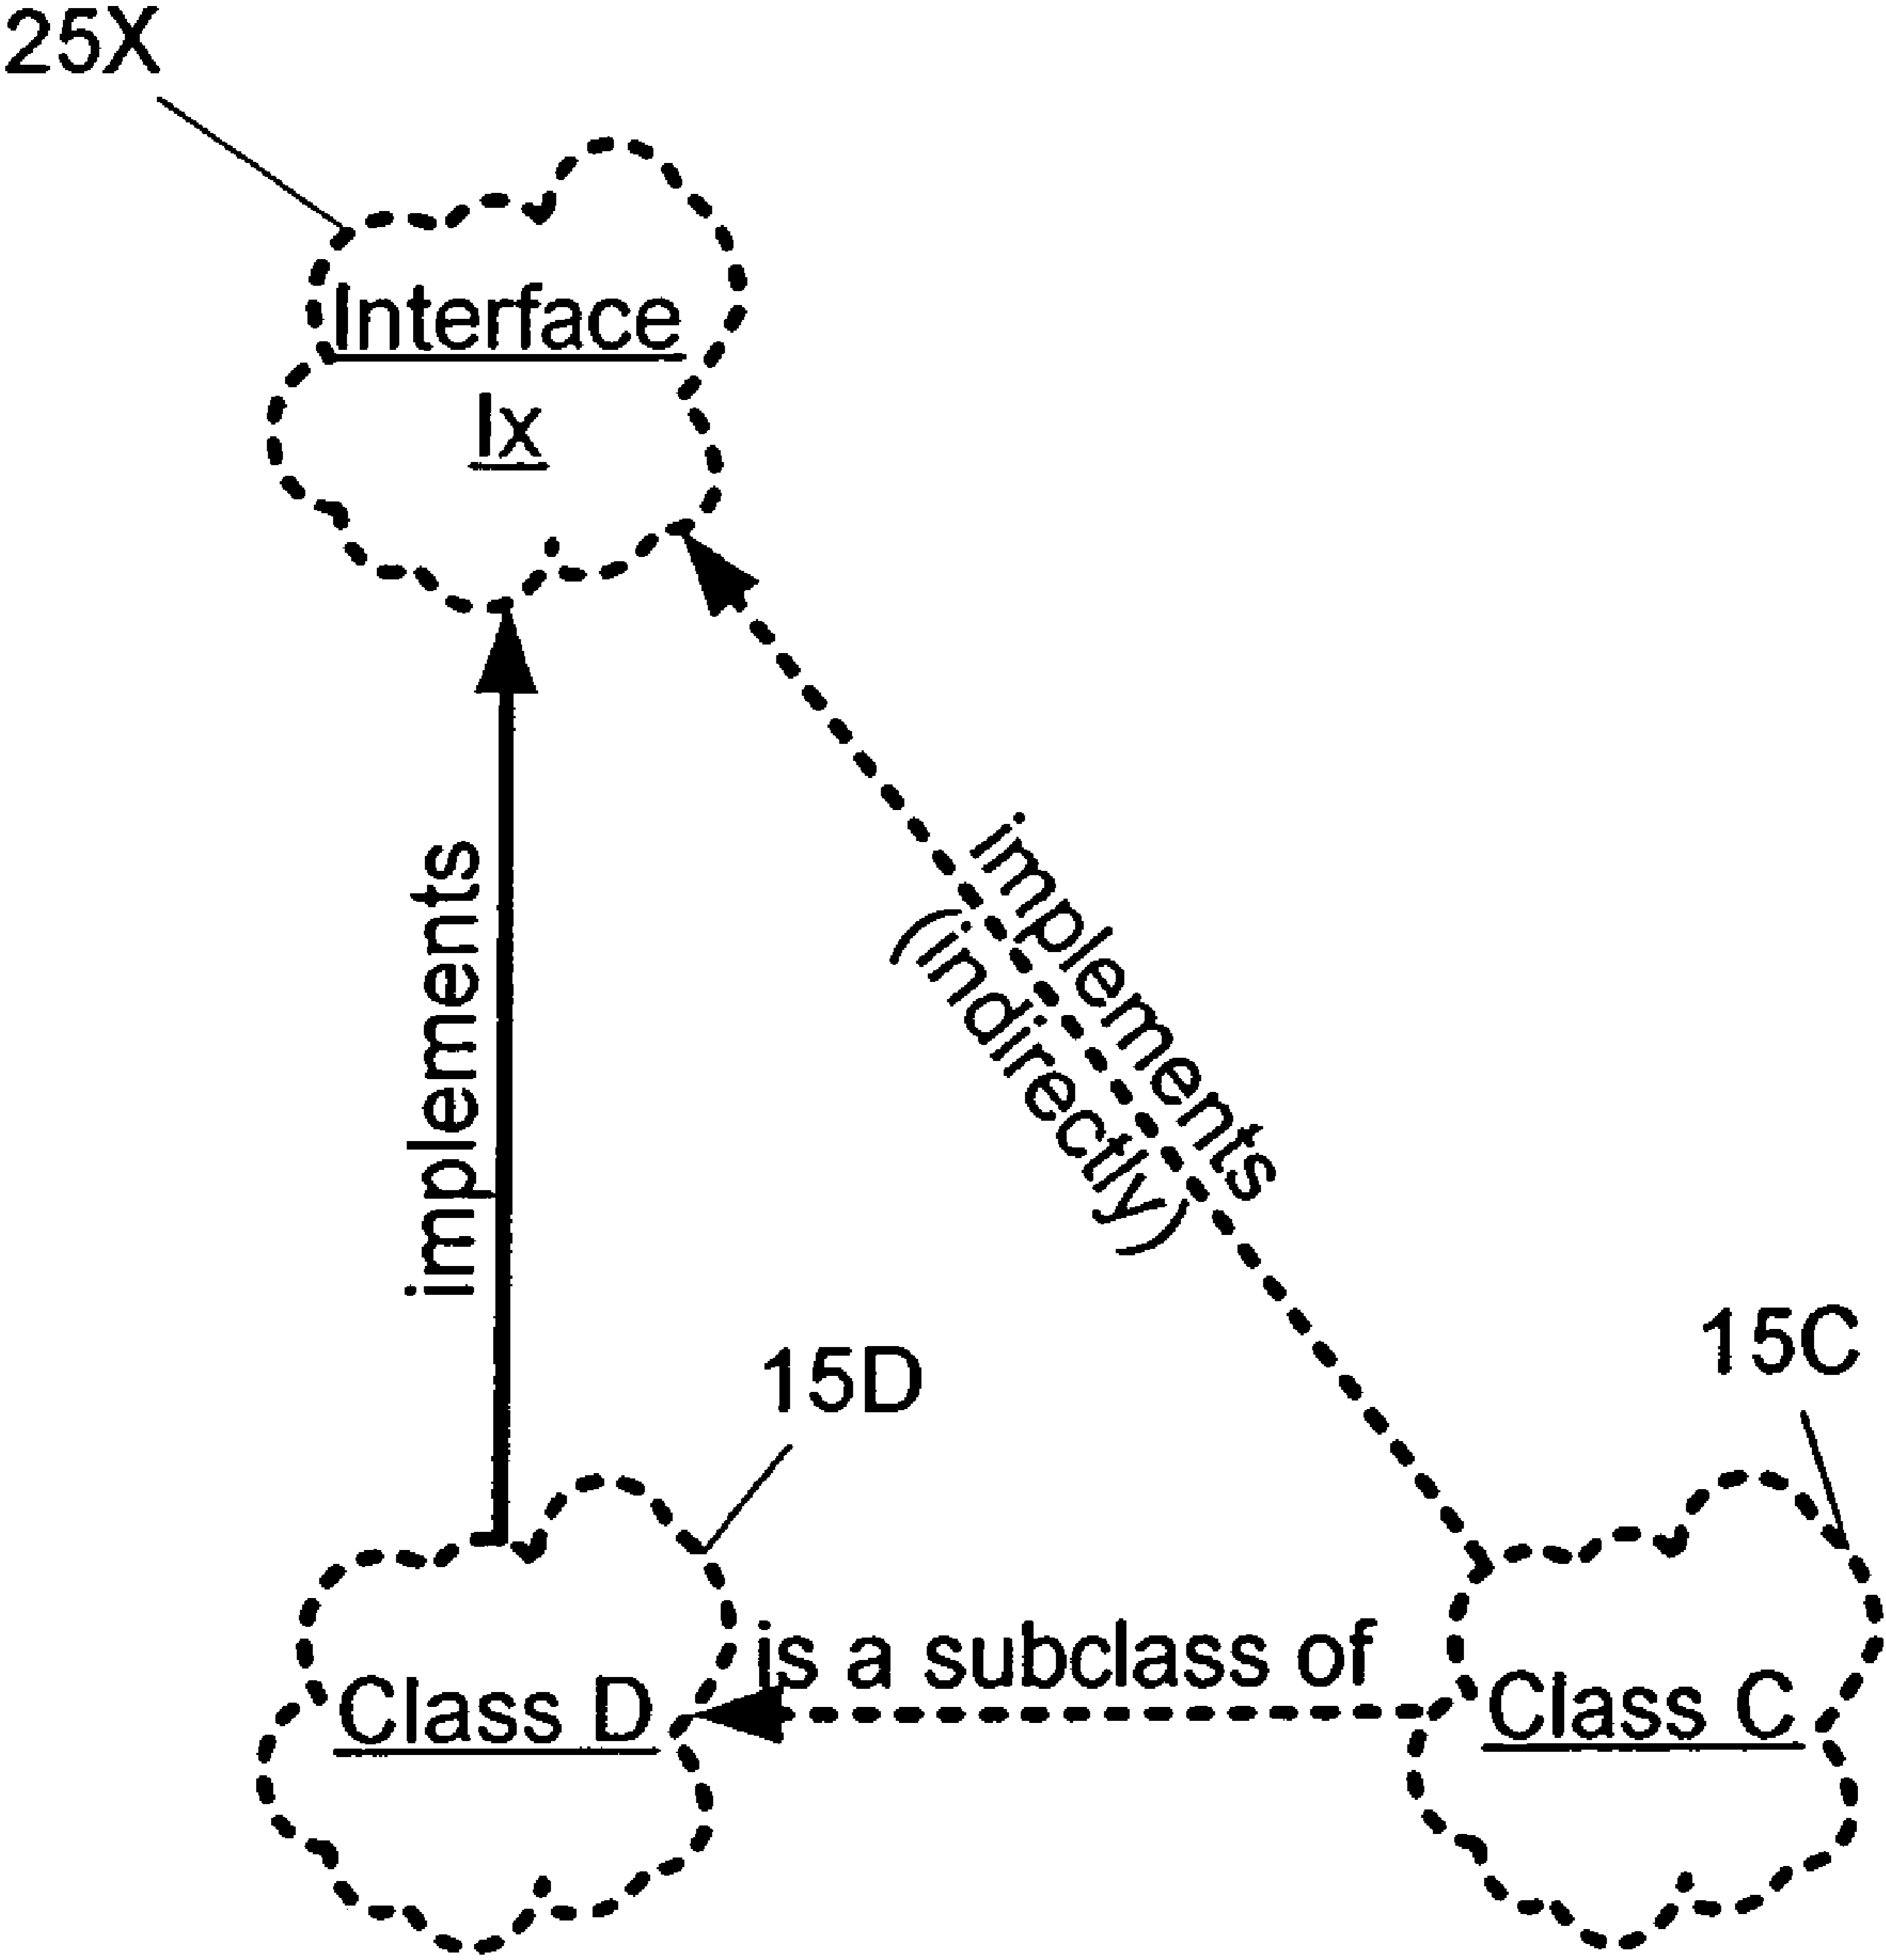 25X
Interface
Ix
implements
implements
(indirectly)
15D
15C
is a subclass of
Class D
Class C